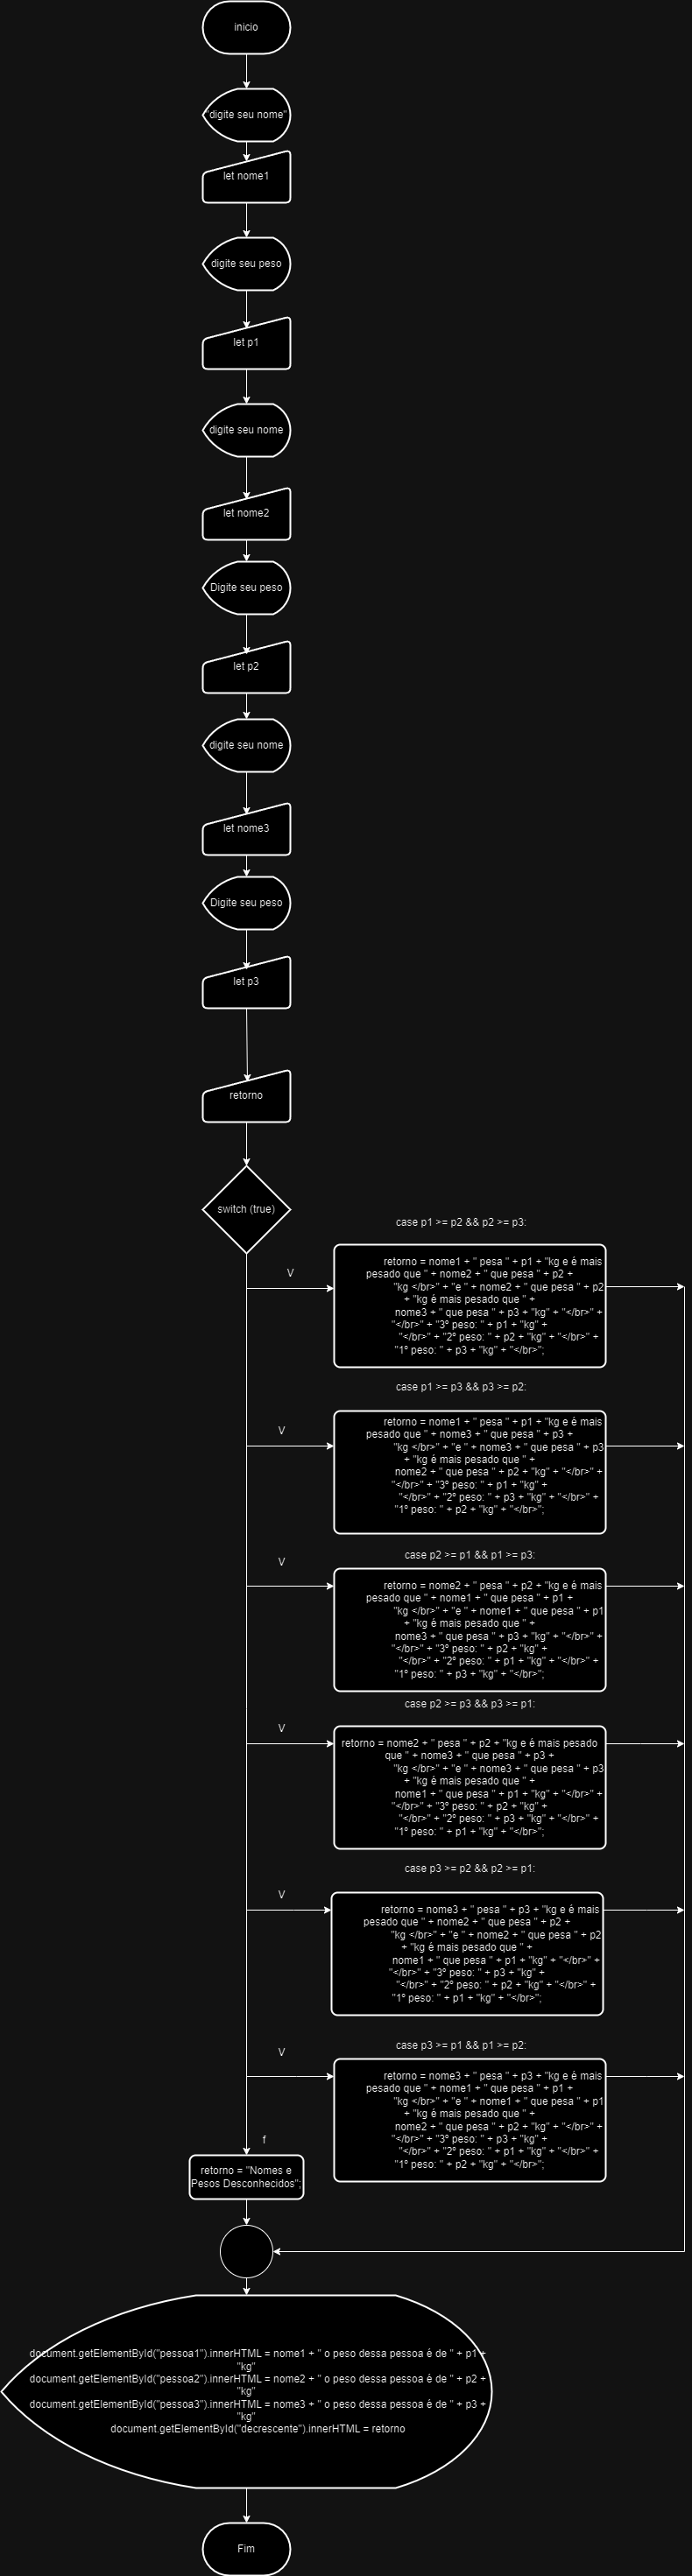 inicio
"digite seu nome"
let nome1
digite seu peso
let p1
digite seu nome
let nome2
Digite seu peso
let p2
digite seu nome
let nome3
Digite seu peso
let p3
retorno
switch (true)
case p1 >= p2 && p2 >= p3:
V
retorno = nome1 + " pesa " + p1 + "kg e é mais
pesado que " + nome2 + " que pesa " + p2 +
"kg </br>" + "e " + nome2 + " que pesa " + p2
+ "kg é mais pesado que " +
nome3 + " que pesa " + p3 + "kg" + "</br>" +
"</br>" + "3º peso: " + p1 + "kg" +
"</br>" + "2º peso: " + p2 + "kg" + "</br>" +
"1º peso: " + p3 + "kg" + "</br>";
case p1 >= p3 && p3 >= p2:
V
retorno = nome1 + " pesa " + p1 + "kg e é mais
pesado que " + nome3 + " que pesa " + p3 +
"kg </br>" + "e " + nome3 + " que pesa " + p3
+ "kg é mais pesado que " +
nome2 + " que pesa " + p2 + "kg" + "</br>" +
"</br>" + "3º peso: " + p1 + "kg" +
"</br>" + "2º peso: " + p3 + "kg" + "</br>" +
"1º peso: " + p2 + "kg" + "</br>";
case p2 >= p1 && p1 >= p3:
V
retorno = nome2 + " pesa " + p2 + "kg e é mais
pesado que " + nome1 + " que pesa " + p1 +
"kg </br>" + "e " + nome1 + " que pesa " + p1
+ "kg é mais pesado que " +
nome3 + " que pesa " + p3 + "kg" + "</br>" +
"</br>" + "3º peso: " + p2 + "kg" +
"</br>" + "2º peso: " + p1 + "kg" + "</br>" +
"1º peso: " + p3 + "kg" + "</br>";
case p2 >= p3 && p3 >= p1:
V
retorno = nome2 + " pesa " + p2 + "kg e é mais pesado
que " + nome3 + " que pesa " + p3 +
"kg </br>" + "e " + nome3 + " que pesa " + p3
+ "kg é mais pesado que " +
nome1 + " que pesa " + p1 + "kg" + "</br>" +
"</br>" + "3º peso: " + p2 + "kg" +
"</br>" + "2º peso: " + p3 + "kg" + "</br>" +
"1º peso: " + p1 + "kg" + "</br>";
case p3 >= p2 && p2 >= p1:
V
retorno = nome3 + " pesa " + p3 + "kg e é mais
pesado que " + nome2 + " que pesa " + p2 +
"kg </br>" + "e " + nome2 + " que pesa " + p2
+ "kg é mais pesado que " +
nome1 + " que pesa " + p1 + "kg" + "</br>" +
"</br>" + "3º peso: " + p3 + "kg" +
"</br>" + "2º peso: " + p2 + "kg" + "</br>" +
"1º peso: " + p1 + "kg" + "</br>";
case p3 >= p1 && p1 >= p2:
V
retorno = nome3 + " pesa " + p3 + "kg e é mais
pesado que " + nome1 + " que pesa " + p1 +
"kg </br>" + "e " + nome1 + " que pesa " + p1
+ "kg é mais pesado que " +
nome2 + " que pesa " + p2 + "kg" + "</br>" +
"</br>" + "3º peso: " + p3 + "kg" +
"</br>" + "2º peso: " + p1 + "kg" + "</br>" +
"1º peso: " + p2 + "kg" + "</br>";
f
retorno = "Nomes e
Pesos Desconhecidos";
document.getElementById("pessoa1").innerHTML = nome1 + " o peso dessa pessoa é de " + p1 +
"kg"
document.getElementById("pessoa2").innerHTML = nome2 + " o peso dessa pessoa é de " + p2 +
"kg"
document.getElementById("pessoa3").innerHTML = nome3 + " o peso dessa pessoa é de " + p3 +
"kg"
document.getElementById("decrescente").innerHTML = retorno
Fim